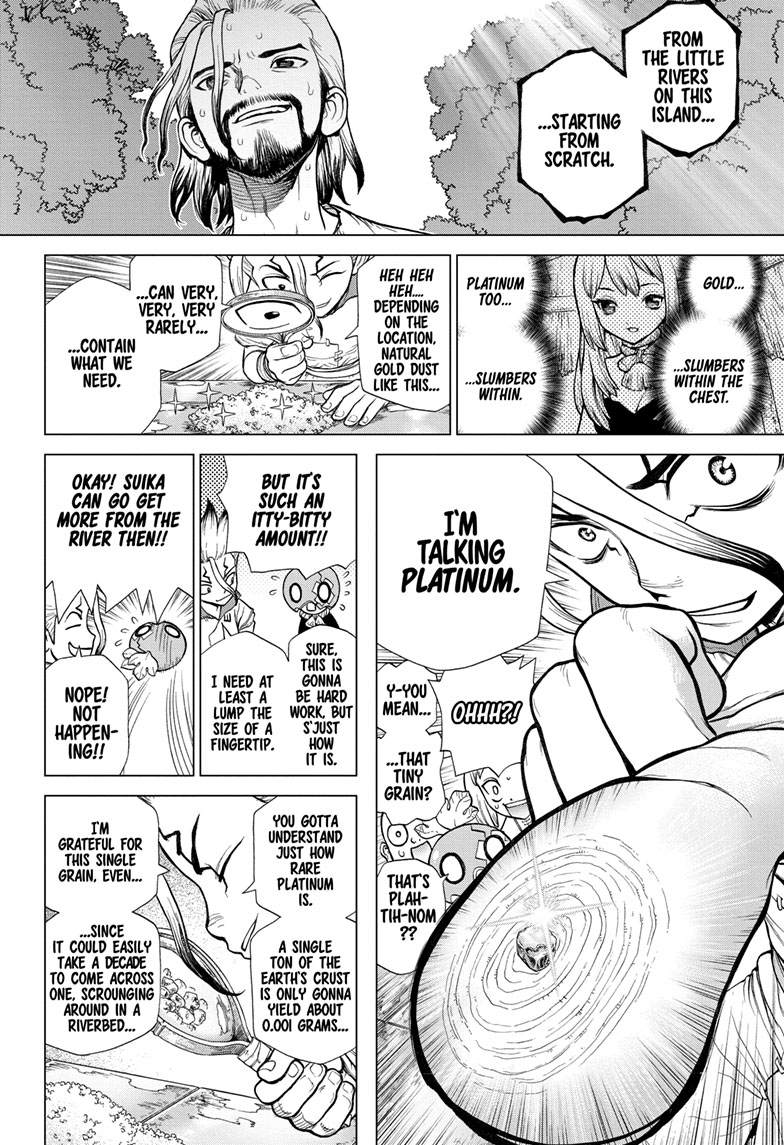 FROM
THE LITTLE
RIVERS
ON THIS
ISLAND...
...STARTING
FROM
SCRATCH.
GOLD...
...SLUMBERS
WITHIN THE
CHEST.
PLATINUM
TOO...
...SLUMBERS
WITHIN.
HEH HEH
HEH...
DEPENDING
ON THE
LOCATION,
NATURAL
GOLD DUST
LIKE THIS...
...CAN VERY,
VERY, VERY
RARELY...
...CONTAIN
WHAT WE
NEED.
I'M
TALKING
PLATINUM.
OHHH?!
Y-YOU
MEAN...
...THAT
TINY
GRAIN?
THAT'S
PLAH-
TIH-NOM
??
BUT IT'S
SUCH AN
ITTY-BITTY
AMOUNT!!
SURE,
THIS IS
GONNA
BE HARD
WORK, BUT
S'JUST
HOW
IT IS.
I NEED AT
LEAST A
LUMP THE
SIZE OF A
FINGERTIP.
OKAY! SUIKA
CAN GO GET
MORE FROM THE
RIVER THEN!!
NOPE!
NOT
HAPPEN-
ING!!
YOU GOTTA
UNDERSTAND
JUST HOW
RARE
PLATINUM
IS.
A SINGLE
TON OF THE
EARTH'S CRUST
IS ONLY GONNA
YIELD ABOUT
0.001 GRAMS...
I'M
GRATEFUL FOR
THIS SINGLE
GRAIN, EVEN...
...SINCE
IT COULD EASILY
TAKE A DECADE
TO COME ACROSS
ONE, SCROUNGING
AROUND IN A
RIVERBED...